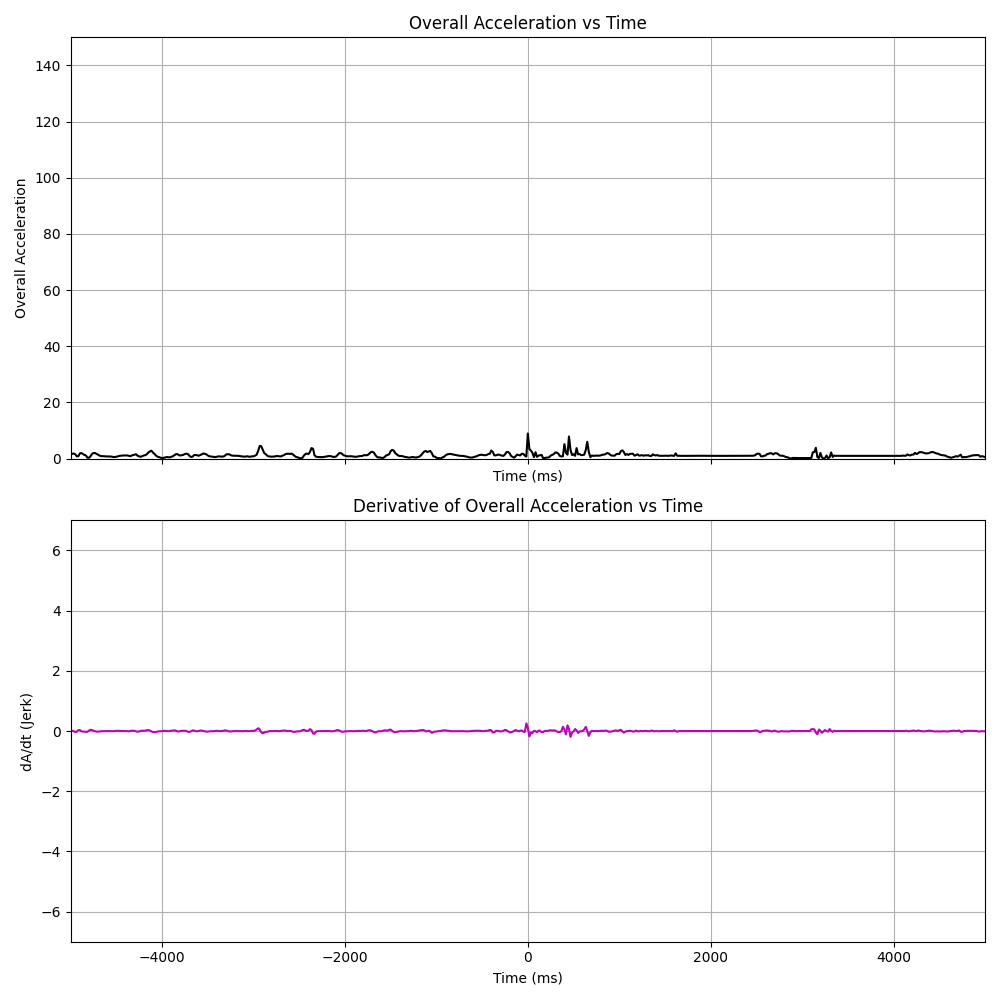 Overall Acceleration vs Time
140
120
100
80
60
40
20
0
Overall Acceleration
Time (ms)
Derivative of Overall Acceleration vs Time
6
4
2
0
−2
−4
−6
dA/dt (Jerk)
−4000 −2000 0 2000 4000
Time (ms)